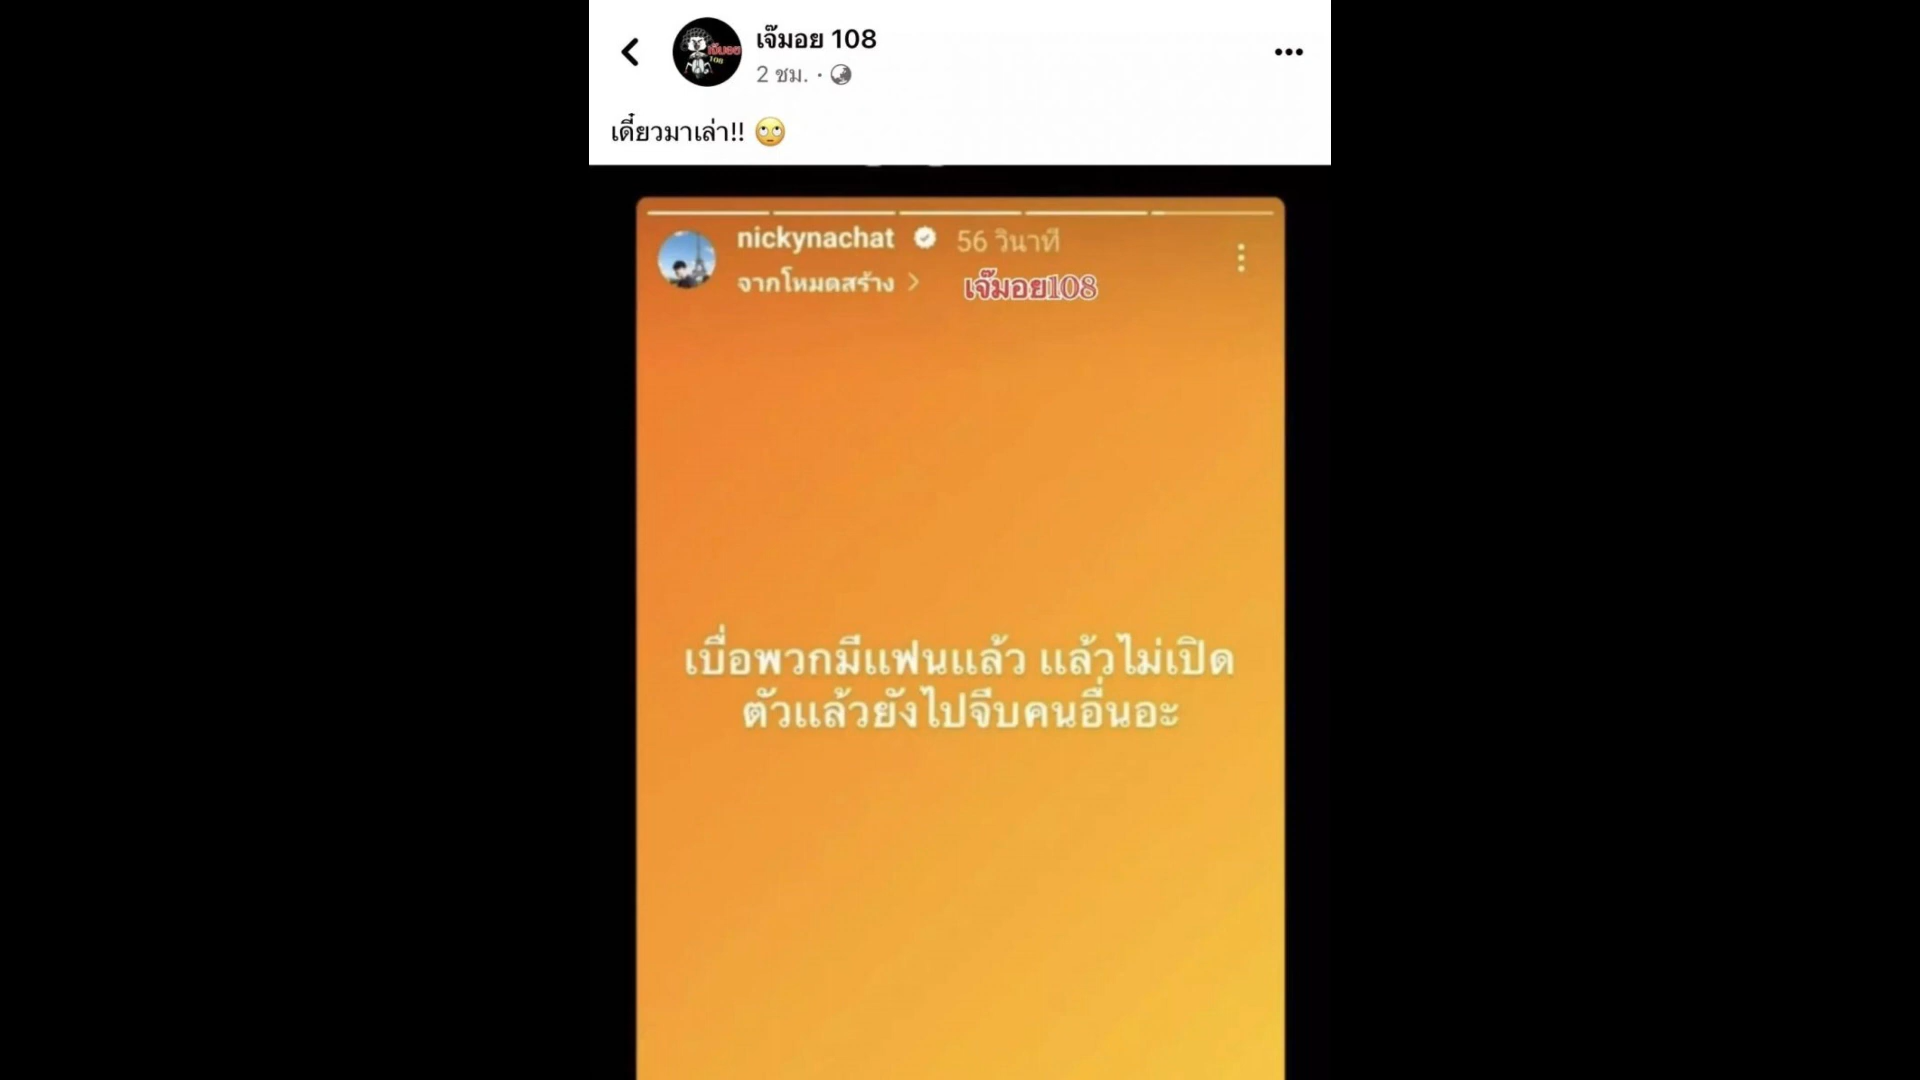 เจ๊มอย 108
2 ชม.
เดี๋ยวมาเล่า!! 🙄
nickynachat 56 วินาที
จากโหมดสร้าง
เจ๊มอย108
เบื่อพวกมีแฟนแล้ว แล้วไม่เปิด
ตัวแล้วยังไปจีบคนอื่นอะ